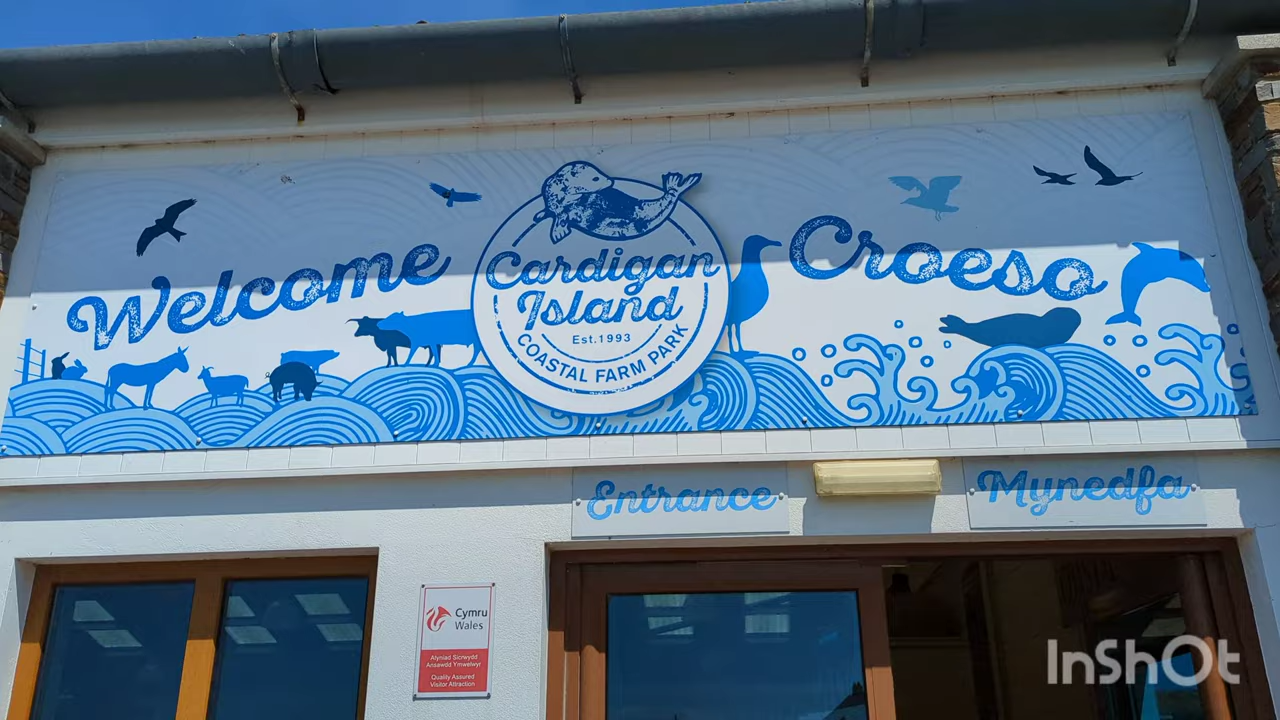 Welcome
Cardigan
Island
Est. 1993
COASTAL FARM PARK
Croeso
Entrance
Mynedfa
Cymru
Wales
Atyniad Sicrwydd
Ansawdd Ymwelwyr
Quality Assured
Visitor Attraction
InShOt